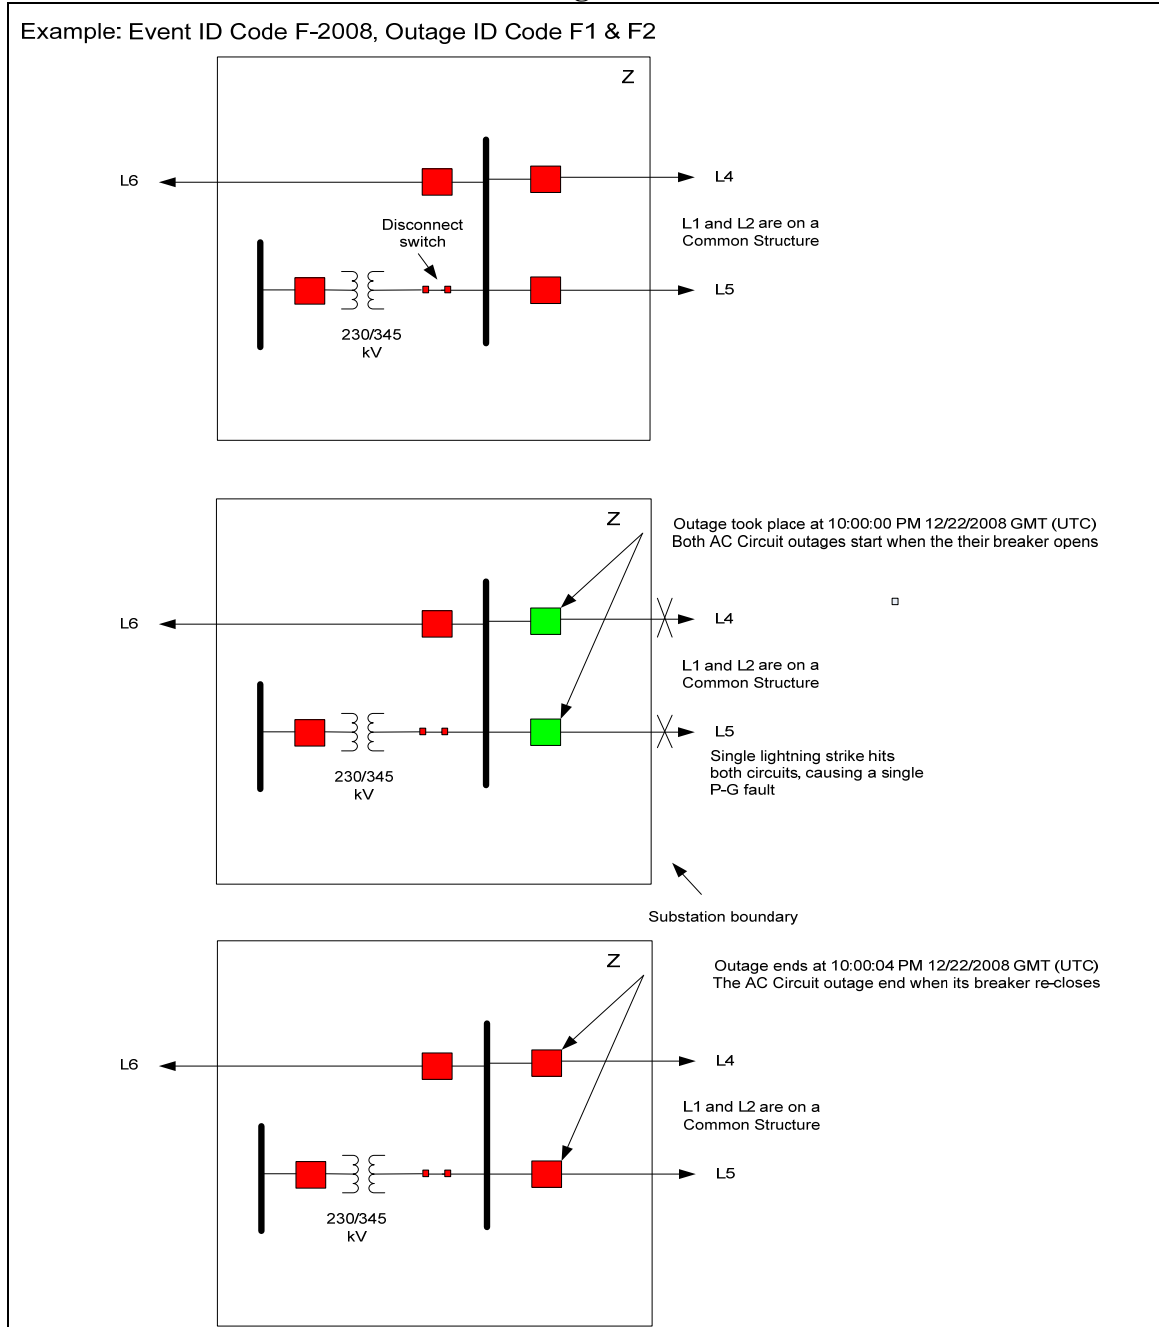 Example: Event ID Code F-2008, Outage ID Code F1 & F2
Z
L6
L4
Disconnect
switch
L1 and L2 are on a
Common Structure
L5
230/345
kV
Z
Outage took place at 10:00:00 PM 12/22/2008 GMT (UTC)
Both AC Circuit outages start when the their breaker opens
L6
L4
L1 and L2 are on a
Common Structure
L5
Single lightning strike hits
both circuits, causing a single
P-G fault
230/345
kV
Substation boundary
Z
Outage ends at 10:00:04 PM 12/22/2008 GMT (UTC)
The AC Circuit outage end when its breaker re-closes
L6
L4
L1 and L2 are on a
Common Structure
L5
230/345
kV